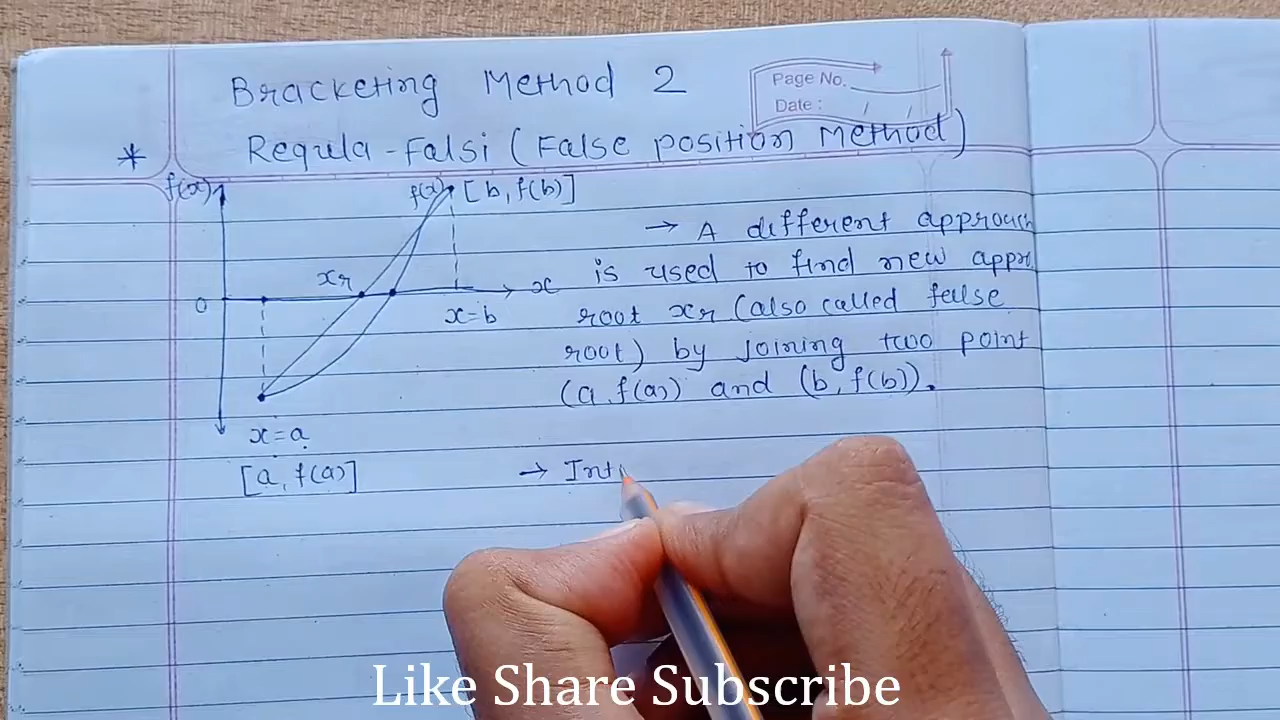 Bracketing Method 2
Page No.
Date :
* Regula-Falsi (False position Method)
f(x)
f(x) [b, f(b)]
→ A different approach
xr
x
is used to find new appro
0
x=b
root xr (also called false
root) by joining two point
(a, f(a)) and (b, f(b)).
x=a
[a, f(a)]
→ Int
Like Share Subscribe